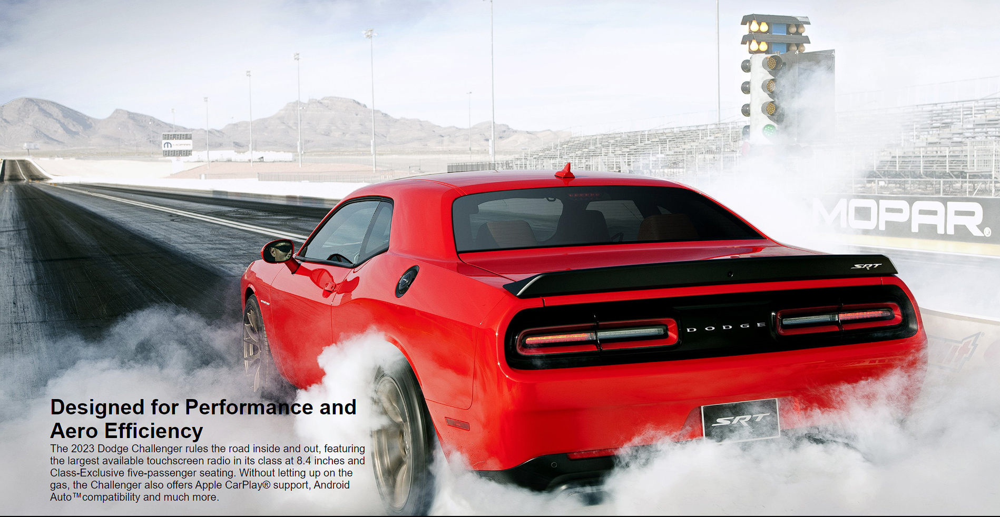 MOPAR
MOPAR®
SRT
DODGE
SRT
Designed for Performance and
Aero Efficiency
The 2023 Dodge Challenger rules the road inside and out, featuring
the largest available touchscreen radio in its class at 8.4 inches and
Class-Exclusive five-passenger seating. Without letting up on the
gas, the Challenger also offers Apple CarPlay® support, Android
Auto™compatibility and much more.